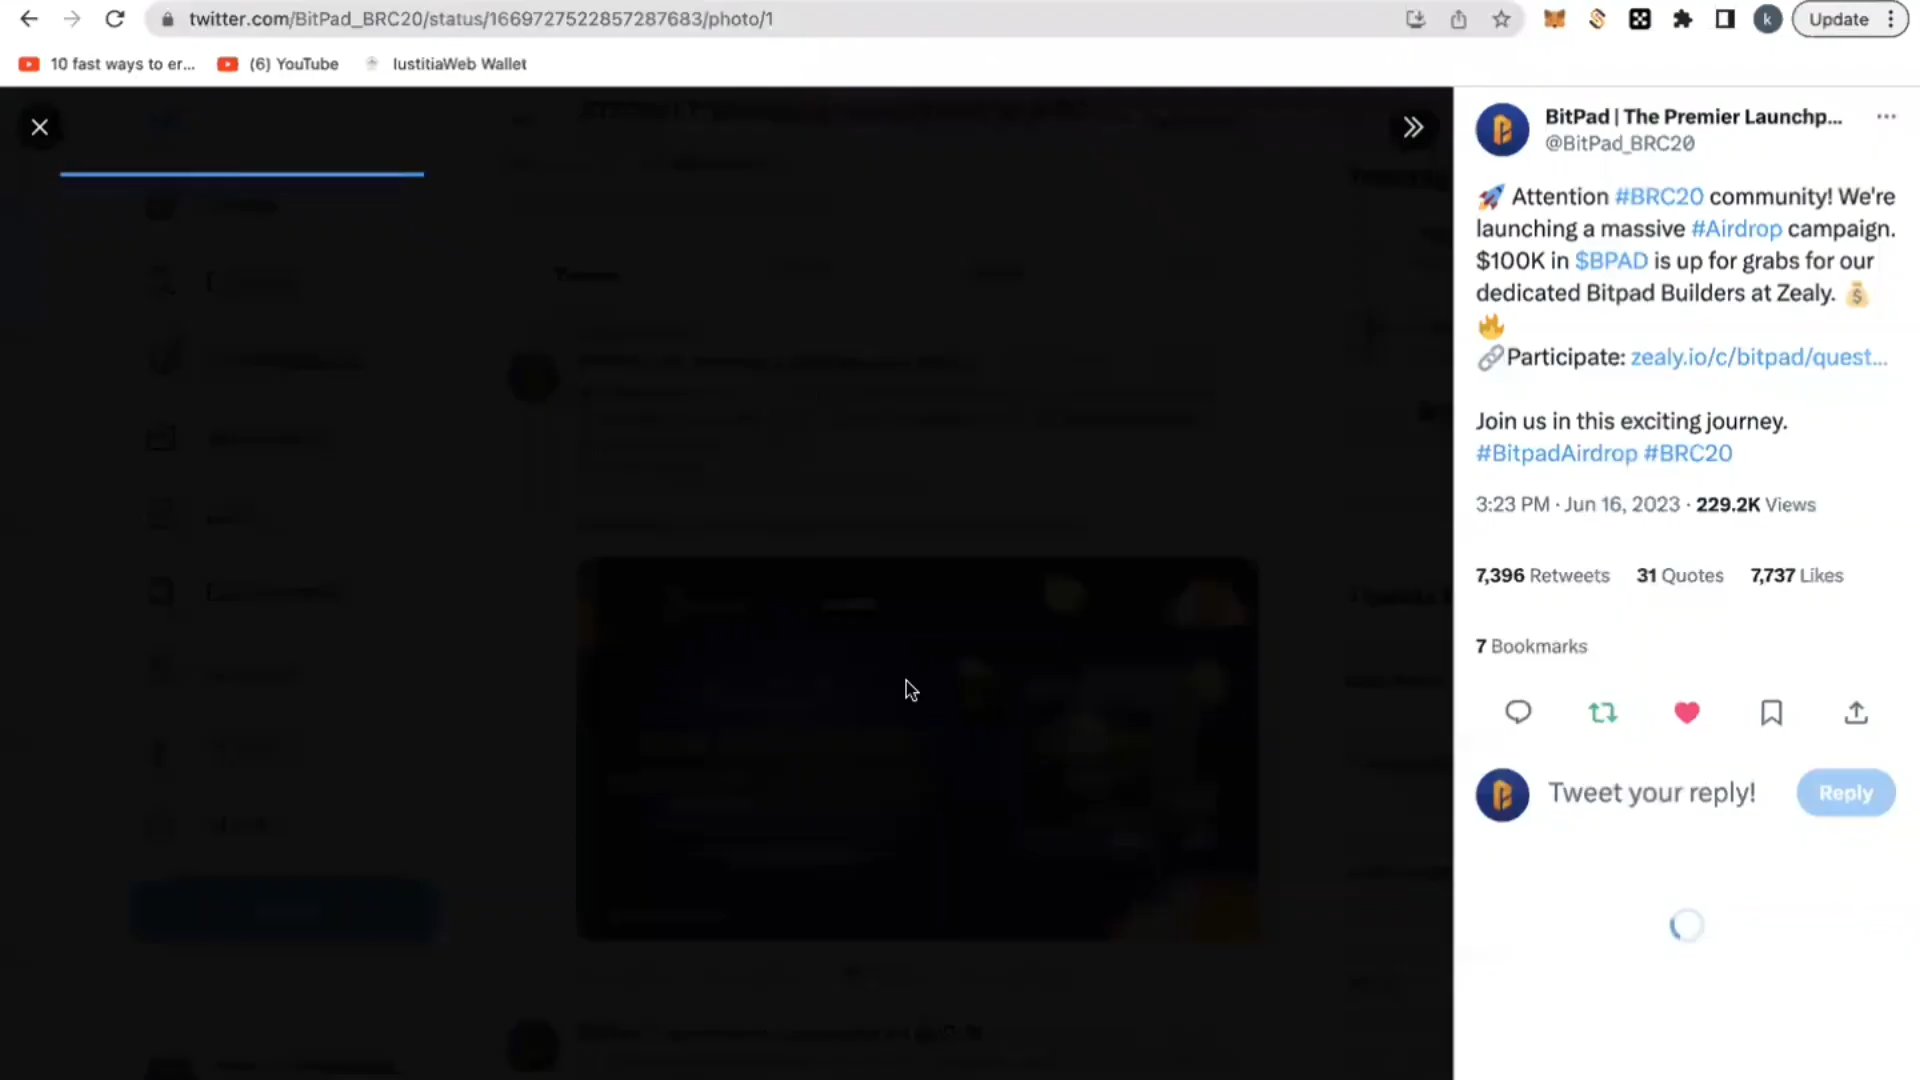 twitter.com/BitPad_BRC20/status/1669727522857287683/photo/1
k
Update
10 fast ways to er...
(6) YouTube
IustitiaWeb Wallet
BitPad | The Premier Launchp...
@BitPad_BRC20
🚀 Attention #BRC20 community! We're
launching a massive #Airdrop campaign.
$100K in $BPAD is up for grabs for our
dedicated Bitpad Builders at Zealy. 💰
🔥
🔗Participate: zealy.io/c/bitpad/quest...
Join us in this exciting journey.
#BitpadAirdrop #BRC20
3:23 PM · Jun 16, 2023 · 229.2K Views
7,396 Retweets 31 Quotes 7,737 Likes
7 Bookmarks
Tweet your reply!
Reply